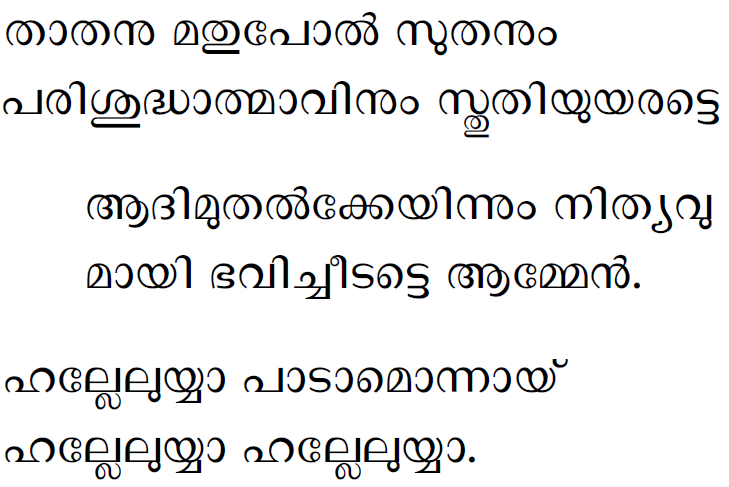 താതനു മതുപോൽ സുതനും
പരിശുദ്ധാത്മാവിനും സ്തുതിയുയരട്ടെ
ആദിമുതൽക്കേയിന്നും നിത്യവു
മായി ഭവിച്ചീടട്ടെ ആമ്മേൻ.
ഹല്ലേലുയ്യാ പാടാമൊന്നായ്
ഹല്ലേലുയ്യാ ഹല്ലേലുയ്യാ.